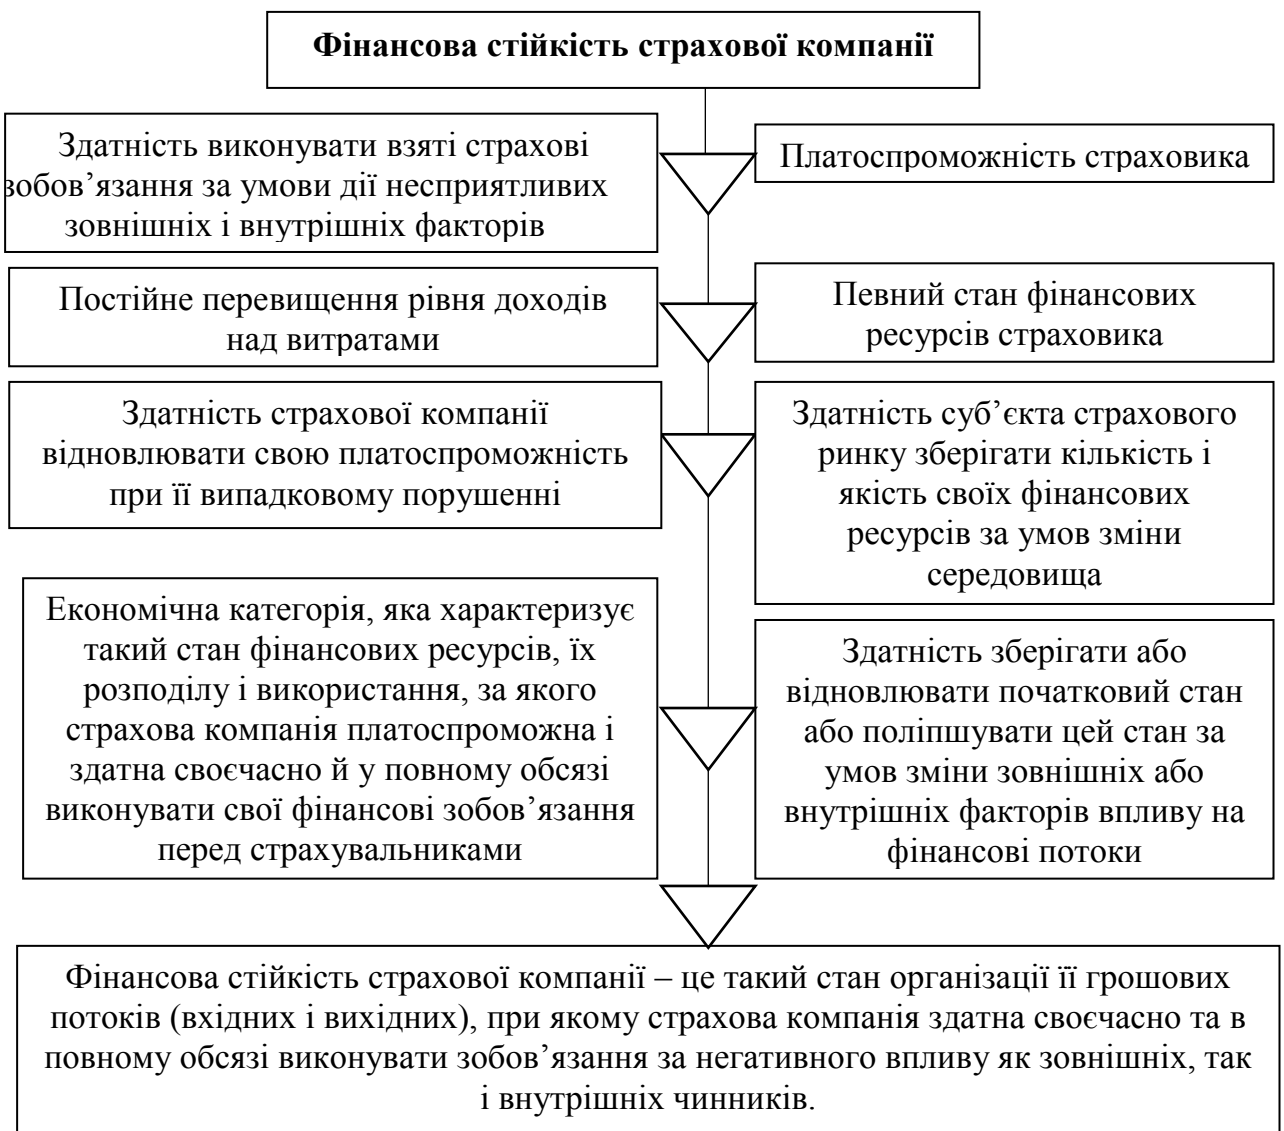 Фінансова стійкість страхової компанії
Здатність виконувати взяті страхові
зобов’язання за умови дії несприятливих
зовнішніх і внутрішніх факторів
Платоспроможність страховика
Постійне перевищення рівня доходів
над витратами
Певний стан фінансових
ресурсів страховика
Здатність страхової компанії
відновлювати свою платоспроможність
при її випадковому порушенні
Здатність суб’єкта страхового
ринку зберігати кількість і
якість своїх фінансових
ресурсів за умов зміни
середовища
Економічна категорія, яка характеризує
такий стан фінансових ресурсів, їх
розподілу і використання, за якого
страхова компанія платоспроможна і
здатна своєчасно й у повному обсязі
виконувати свої фінансові зобов’язання
перед страхувальниками
Здатність зберігати або
відновлювати початковий стан
або поліпшувати цей стан за
умов зміни зовнішніх або
внутрішніх факторів впливу на
фінансові потоки
Фінансова стійкість страхової компанії – це такий стан організації її грошових
потоків (вхідних і вихідних), при якому страхова компанія здатна своєчасно та в
повному обсязі виконувати зобов’язання за негативного впливу як зовнішніх, так
і внутрішніх чинників.